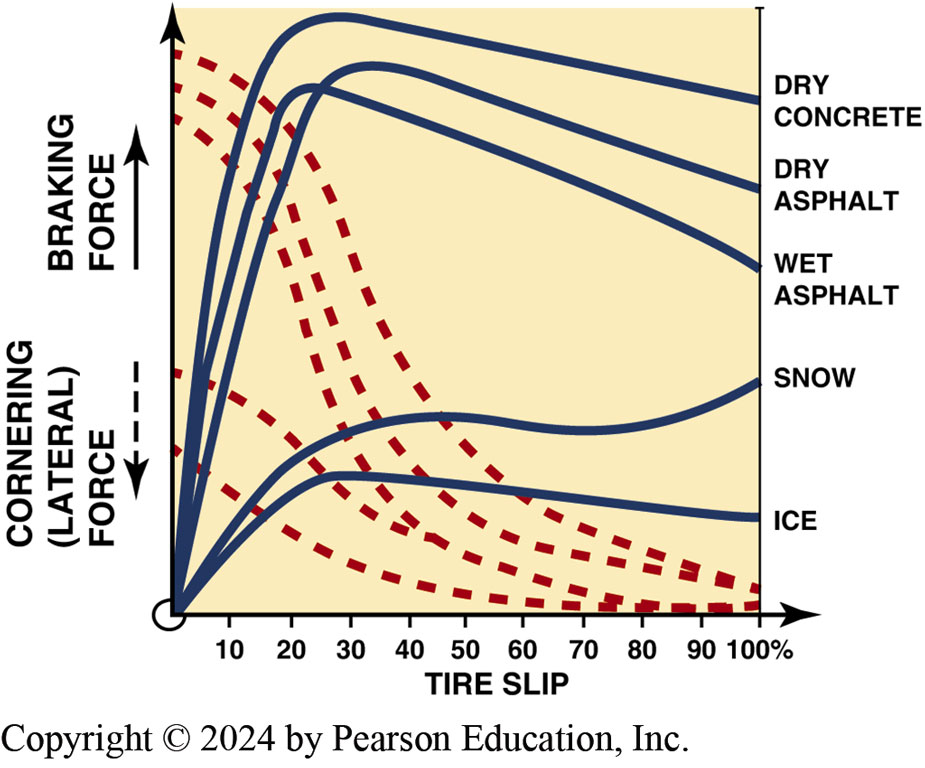 BRAKING
FORCE
CORNERING
(LATERAL)
FORCE
DRY
CONCRETE
DRY
ASPHALT
WET
ASPHALT
SNOW
ICE
10 20 30 40 50 60 70 80 90 100%
TIRE SLIP
Copyright © 2024 by Pearson Education, Inc.